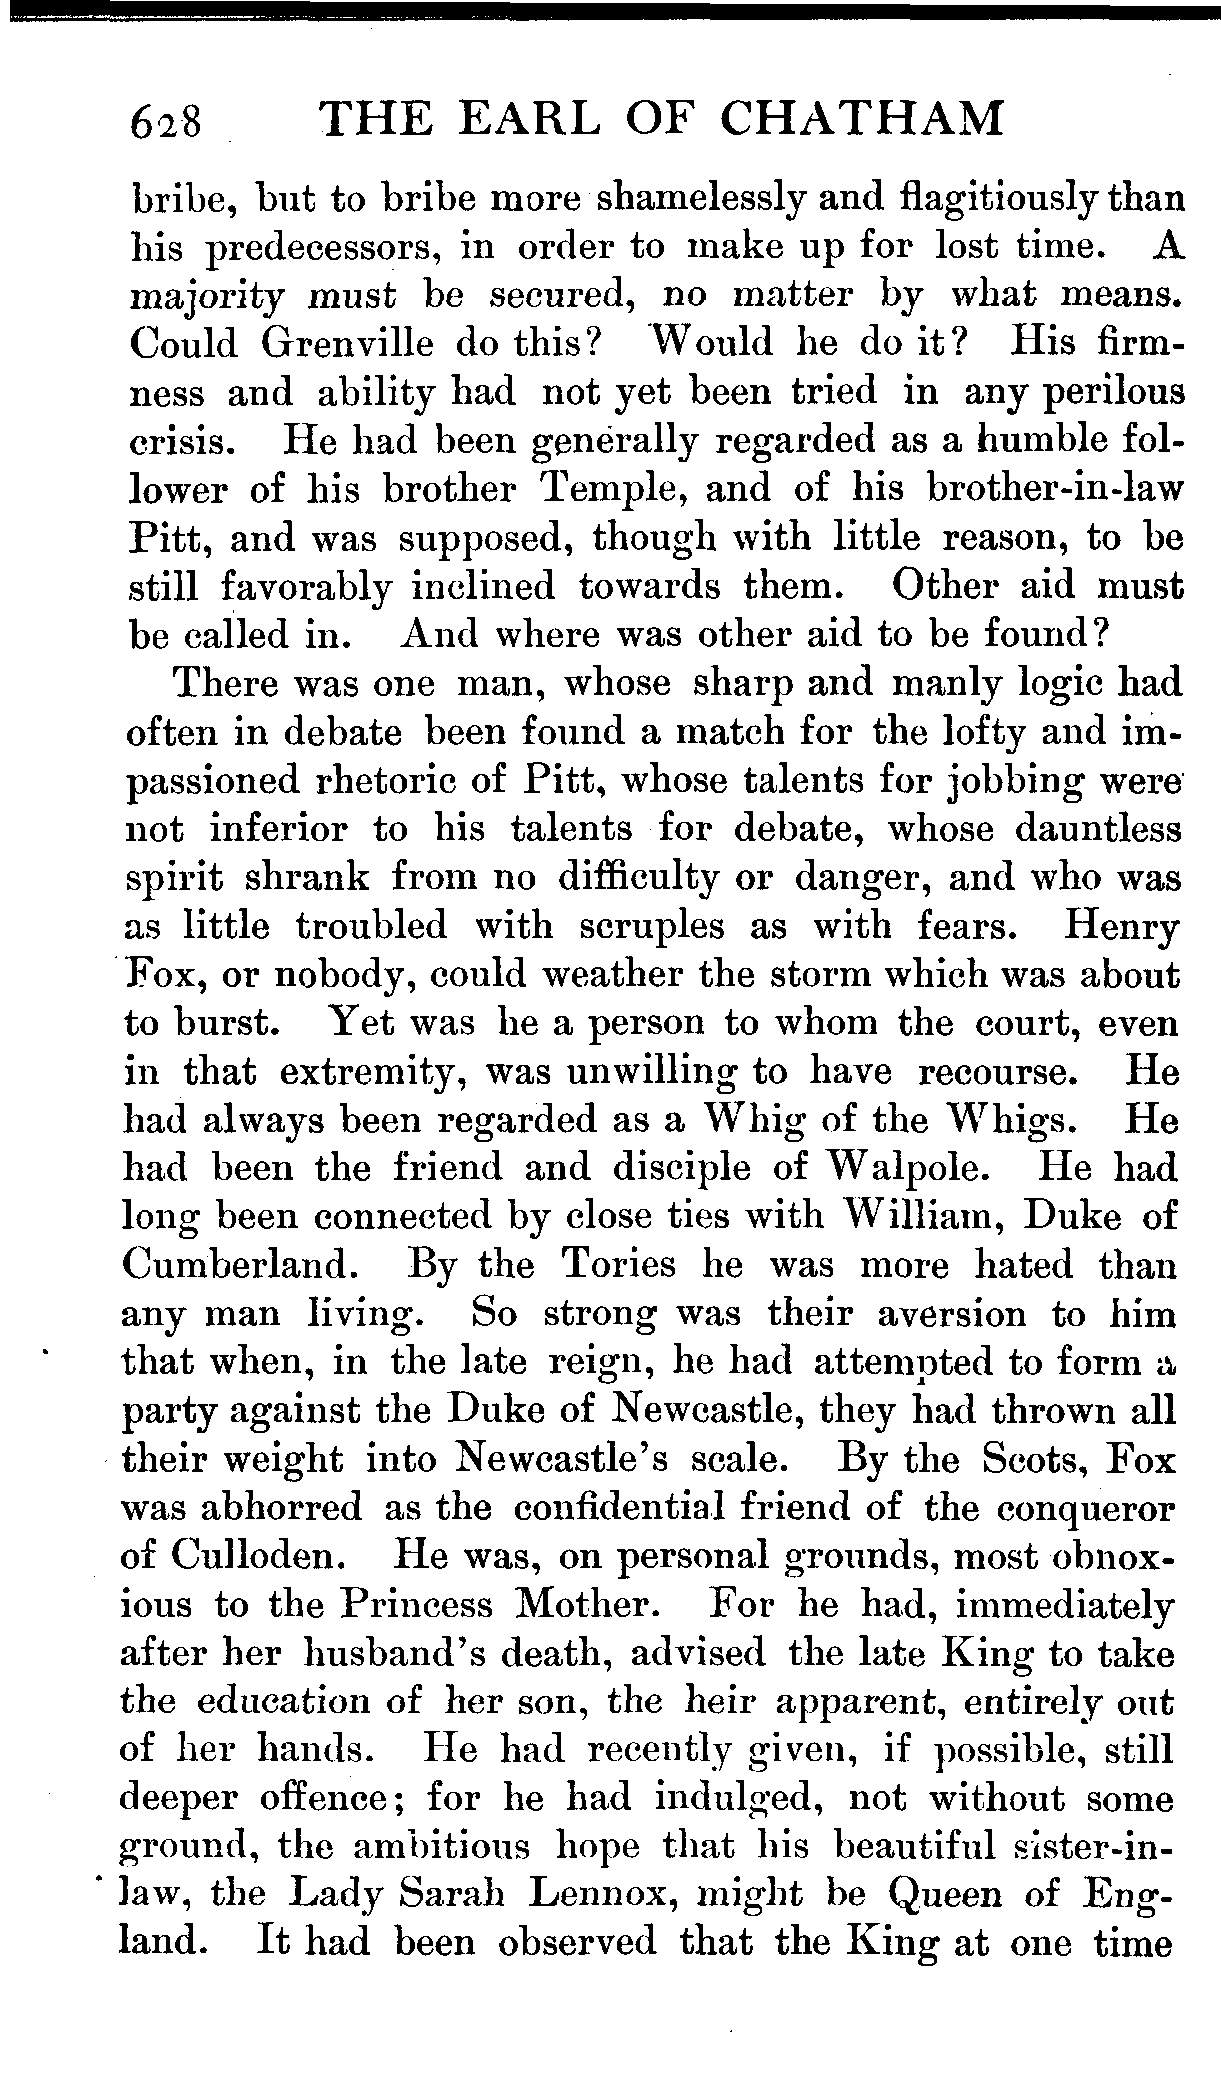 628 THE EARL OF CHATHAM
bribe, but to bribe more shamelessly and flagitiously than
his predecessors, in order to make up for lost time. A
majority must be secured, no matter by what means.
Could Grenville do this? Would he do it? His firm-
ness and ability had not yet been tried in any perilous
crisis. He had been generally regarded as a humble fol-
lower of his brother Temple, and of his brother-in-law
Pitt, and was supposed, though with little reason, to be
still favorably inclined towards them. Other aid must
be called in. And where was other aid to be found?
There was one man, whose sharp and manly logic had
often in debate been found a match for the lofty and im-
passioned rhetoric of Pitt, whose talents for jobbing were
not inferior to his talents for debate, whose dauntless
spirit shrank from no difficulty or danger, and who was
as little troubled with scruples as with fears. Henry
Fox, or nobody, could weather the storm which was about
to burst. Yet was he a person to whom the court, even
in that extremity, was unwilling to have recourse. He
had always been regarded as a Whig of the Whigs. He
had been the friend and disciple of Walpole. He had
long been connected by close ties with William, Duke of
Cumberland. By the Tories he was more hated than
any man living. So strong was their aversion to him
that when, in the late reign, he had attempted to form a
party against the Duke of Newcastle, they had thrown all
their weight into Newcastle's scale. By the Scots, Fox
was abhorred as the confidential friend of the conqueror
of Culloden. He was, on personal grounds, most obnox-
ious to the Princess Mother. For he had, immediately
after her husband's death, advised the late King to take
the education of her son, the heir apparent, entirely out
of her hands. He had recently given, if possible, still
deeper offence; for he had indulged, not without some
ground, the ambitious hope that his beautiful sister-in-
law, the Lady Sarah Lennox, might be Queen of Eng-
land. It had been observed that the King at one time